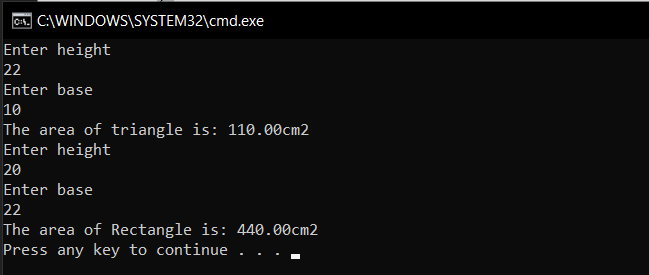 C:\WINDOWS\SYSTEM32\cmd.exe
Enter height
22
Enter base
10
The area of triangle is: 110.00cm2
Enter height
20
Enter base
22
The area of Rectangle is: 440.00cm2
Press any key to continue . . .